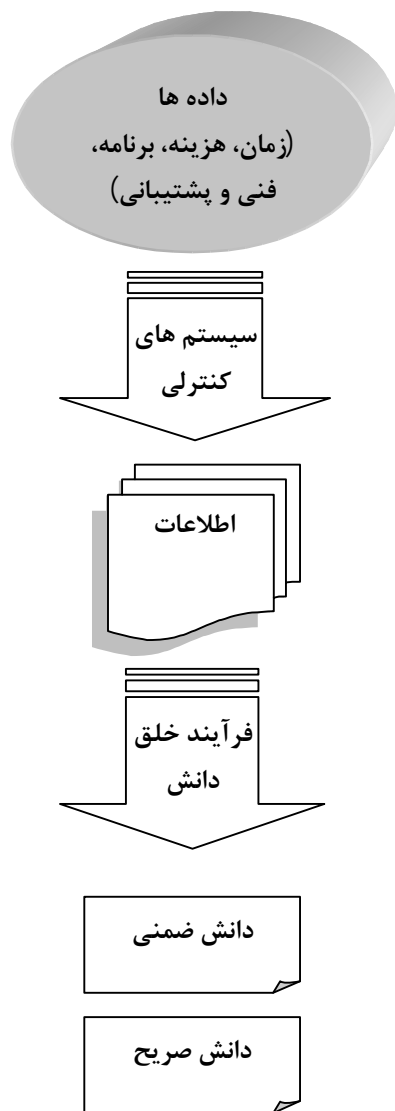 داده ها
(زمان، هزینه، برنامه،
فنی و پشتیبانی)
سیستم های
کنترلی
اطلاعات
فرآیند خلق
دانش
دانش ضمنی
دانش صریح